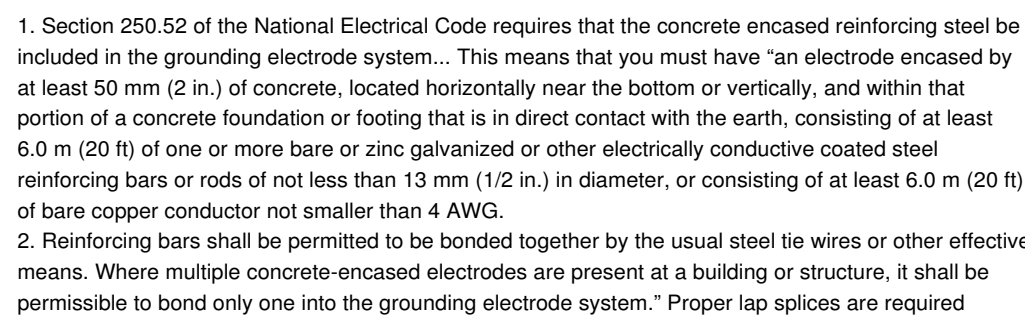 1. Section 250.52 of the National Electrical Code requires that the concrete encased reinforcing steel be
included in the grounding electrode system... This means that you must have “an electrode encased by
at least 50 mm (2 in.) of concrete, located horizontally near the bottom or vertically, and within that
portion of a concrete foundation or footing that is in direct contact with the earth, consisting of at least
6.0 m (20 ft) of one or more bare or zinc galvanized or other electrically conductive coated steel
reinforcing bars or rods of not less than 13 mm (1/2 in.) in diameter, or consisting of at least 6.0 m (20 ft)
of bare copper conductor not smaller than 4 AWG.
2. Reinforcing bars shall be permitted to be bonded together by the usual steel tie wires or other effective
means. Where multiple concrete-encased electrodes are present at a building or structure, it shall be
permissible to bond only one into the grounding electrode system.” Proper lap splices are required